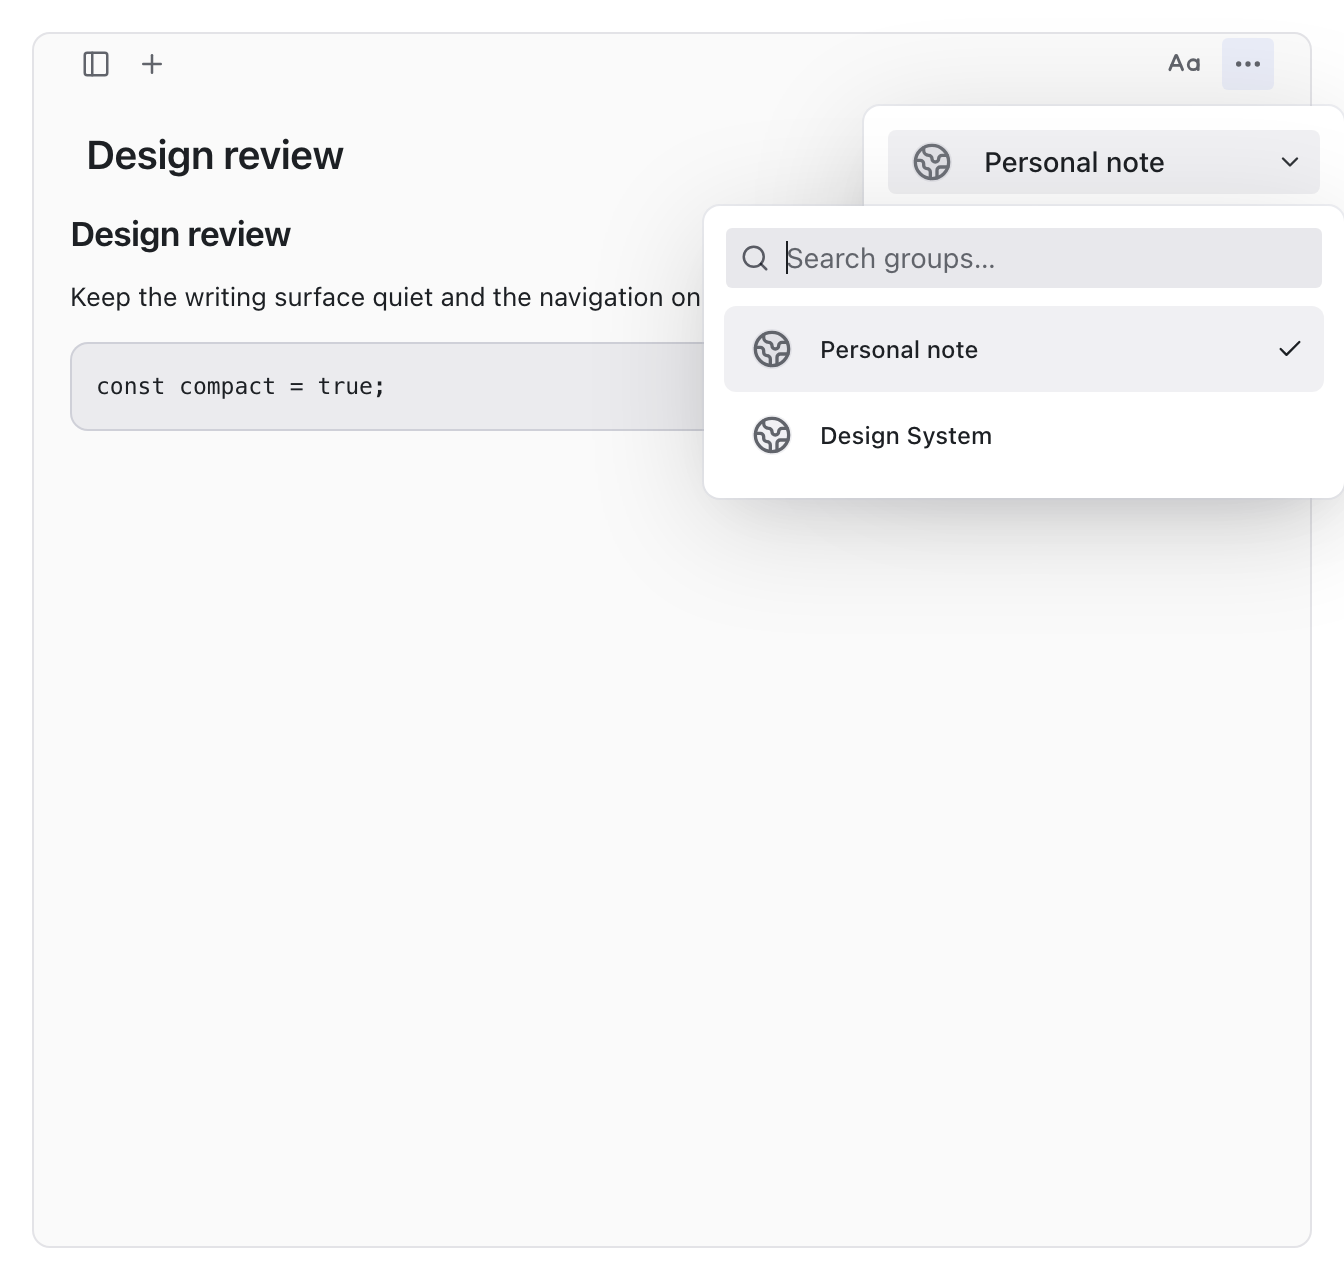 Aa
Design review
Personal note
Design review
Search groups...
Keep the writing surface quiet and the navigation on
Personal note
const compact = true;
Design System